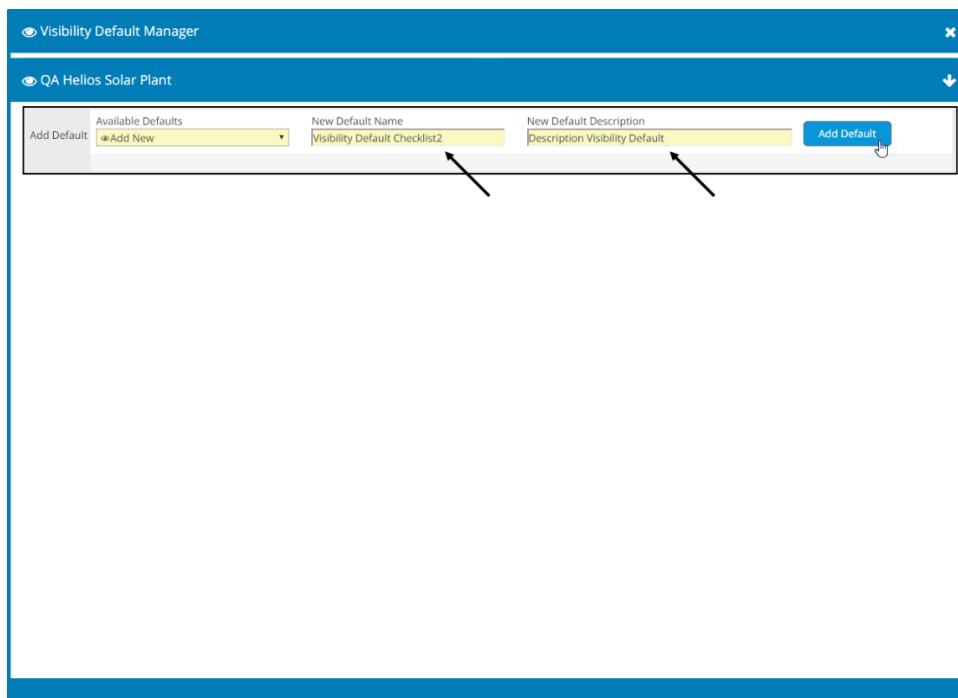 Visibility Default Manager
QA Helios Solar Plant
Add Default
Available Defaults
Add New
New Default Name
Visibility Default Checklist2
New Default Description
Description Visibility Default
Add Default